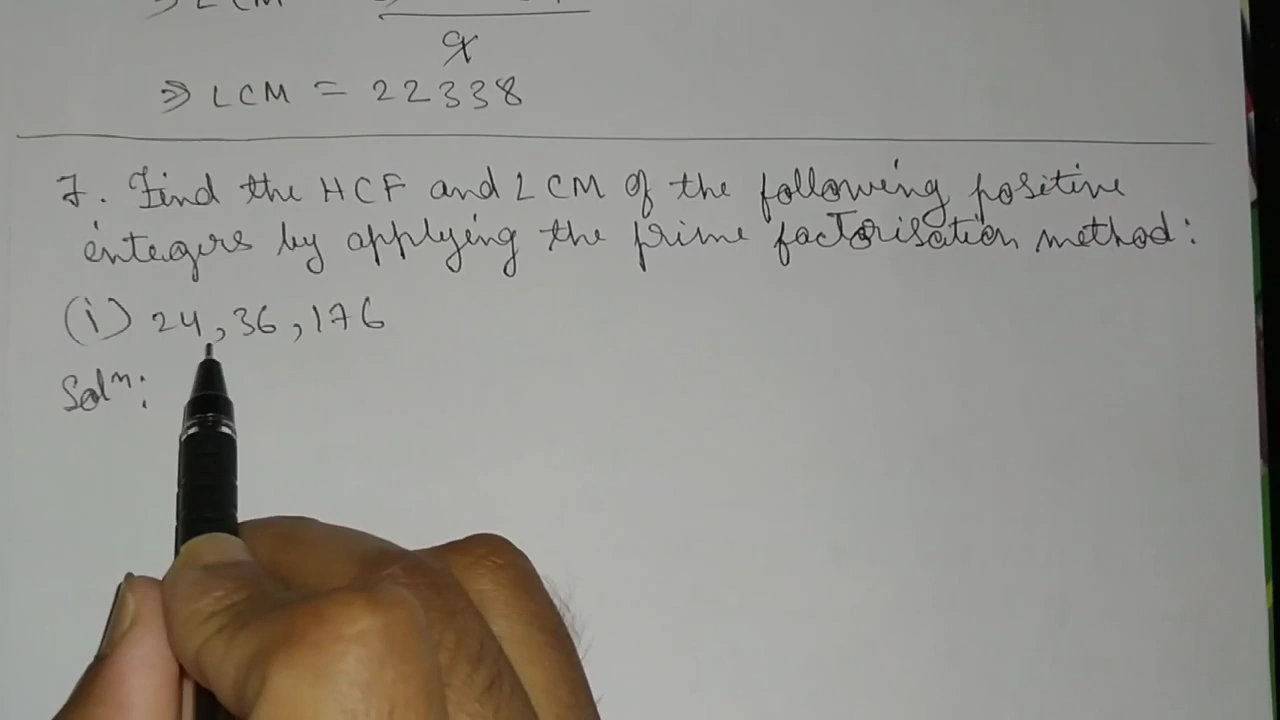 ⇒ LCM
9
⇒ LCM = 22338
7. Find the HCF and LCM of the following positive
integers by applying the prime factorisation method:
(i) 24, 36, 176
Solⁿ: